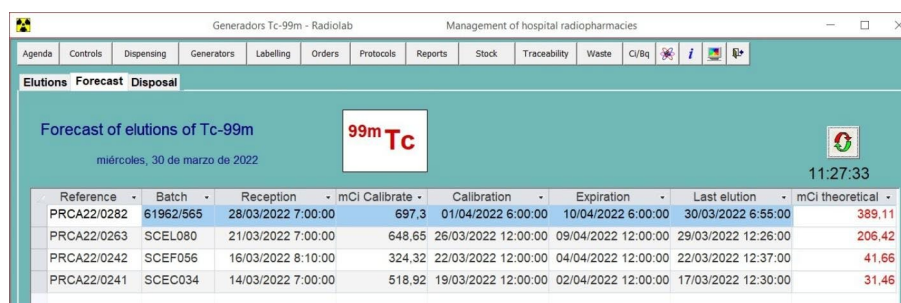 Generadors Tc-99m - Radiolab Management of hospital radiopharmacies
Agenda Controls Dispensing Generators Labelling Orders Protocols Reports Stock Traceability Waste Ci/Bq i
Elutions Forecast Disposal
Forecast of elutions of Tc-99m
99m Tc
miércoles, 30 de marzo de 2022
11:27:33
Reference Batch Reception mCi Calibrate Calibration Expiration Last elution mCi theoretical
PRCA22/0282 61962/565 28/03/2022 7:00:00 697,3 01/04/2022 6:00:00 10/04/2022 6:00:00 30/03/2022 6:55:00 389,11
PRCA22/0263 SCEL080 21/03/2022 7:00:00 648,65 26/03/2022 12:00:00 09/04/2022 12:00:00 29/03/2022 12:26:00 206,42
PRCA22/0242 SCEF056 16/03/2022 8:10:00 324,32 22/03/2022 12:00:00 04/04/2022 12:00:00 22/03/2022 12:37:00 41,66
PRCA22/0241 SCEC034 14/03/2022 7:00:00 518,92 19/03/2022 12:00:00 02/04/2022 12:00:00 17/03/2022 12:30:00 31,46